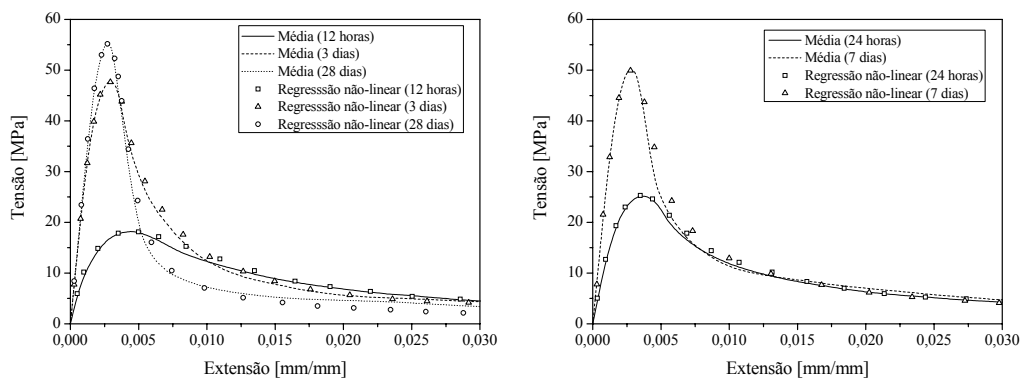 60
50
40
30
20
10
0
Tensão [MPa]
Média (12 horas)
Média (3 dias)
Média (28 dias)
Regresssão não-linear (12 horas)
Regresssão não-linear (3 dias)
Regresssão não-linear (28 dias)
0,000 0,005 0,010 0,015 0,020 0,025 0,030
Extensão [mm/mm]
60
50
40
30
20
10
0
Tensão [MPa]
Média (24 horas)
Média (7 dias)
Regressão não-linear (24 horas)
Regressão não-linear (7 dias)
0,000 0,005 0,010 0,015 0,020 0,025 0,030
Extensão [mm/mm]